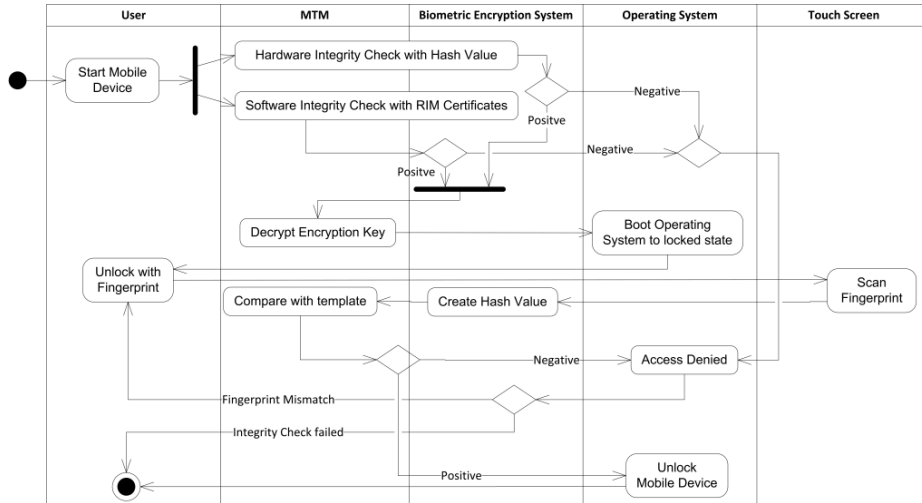 User
MTM
Biometric Encryption System
Operating System
Touch Screen
Start Mobile
Device
Hardware Integrity Check with Hash Value
Software Integrity Check with RIM Certificates
Negative
Positve
Negative
Positve
Decrypt Encryption Key
Boot Operating
System to locked state
Unlock with
Fingerprint
Scan
Fingerprint
Compare with template
Create Hash Value
Negative
Access Denied
Fingerprint Mismatch
Integrity Check failed
Positive
Unlock
Mobile Device